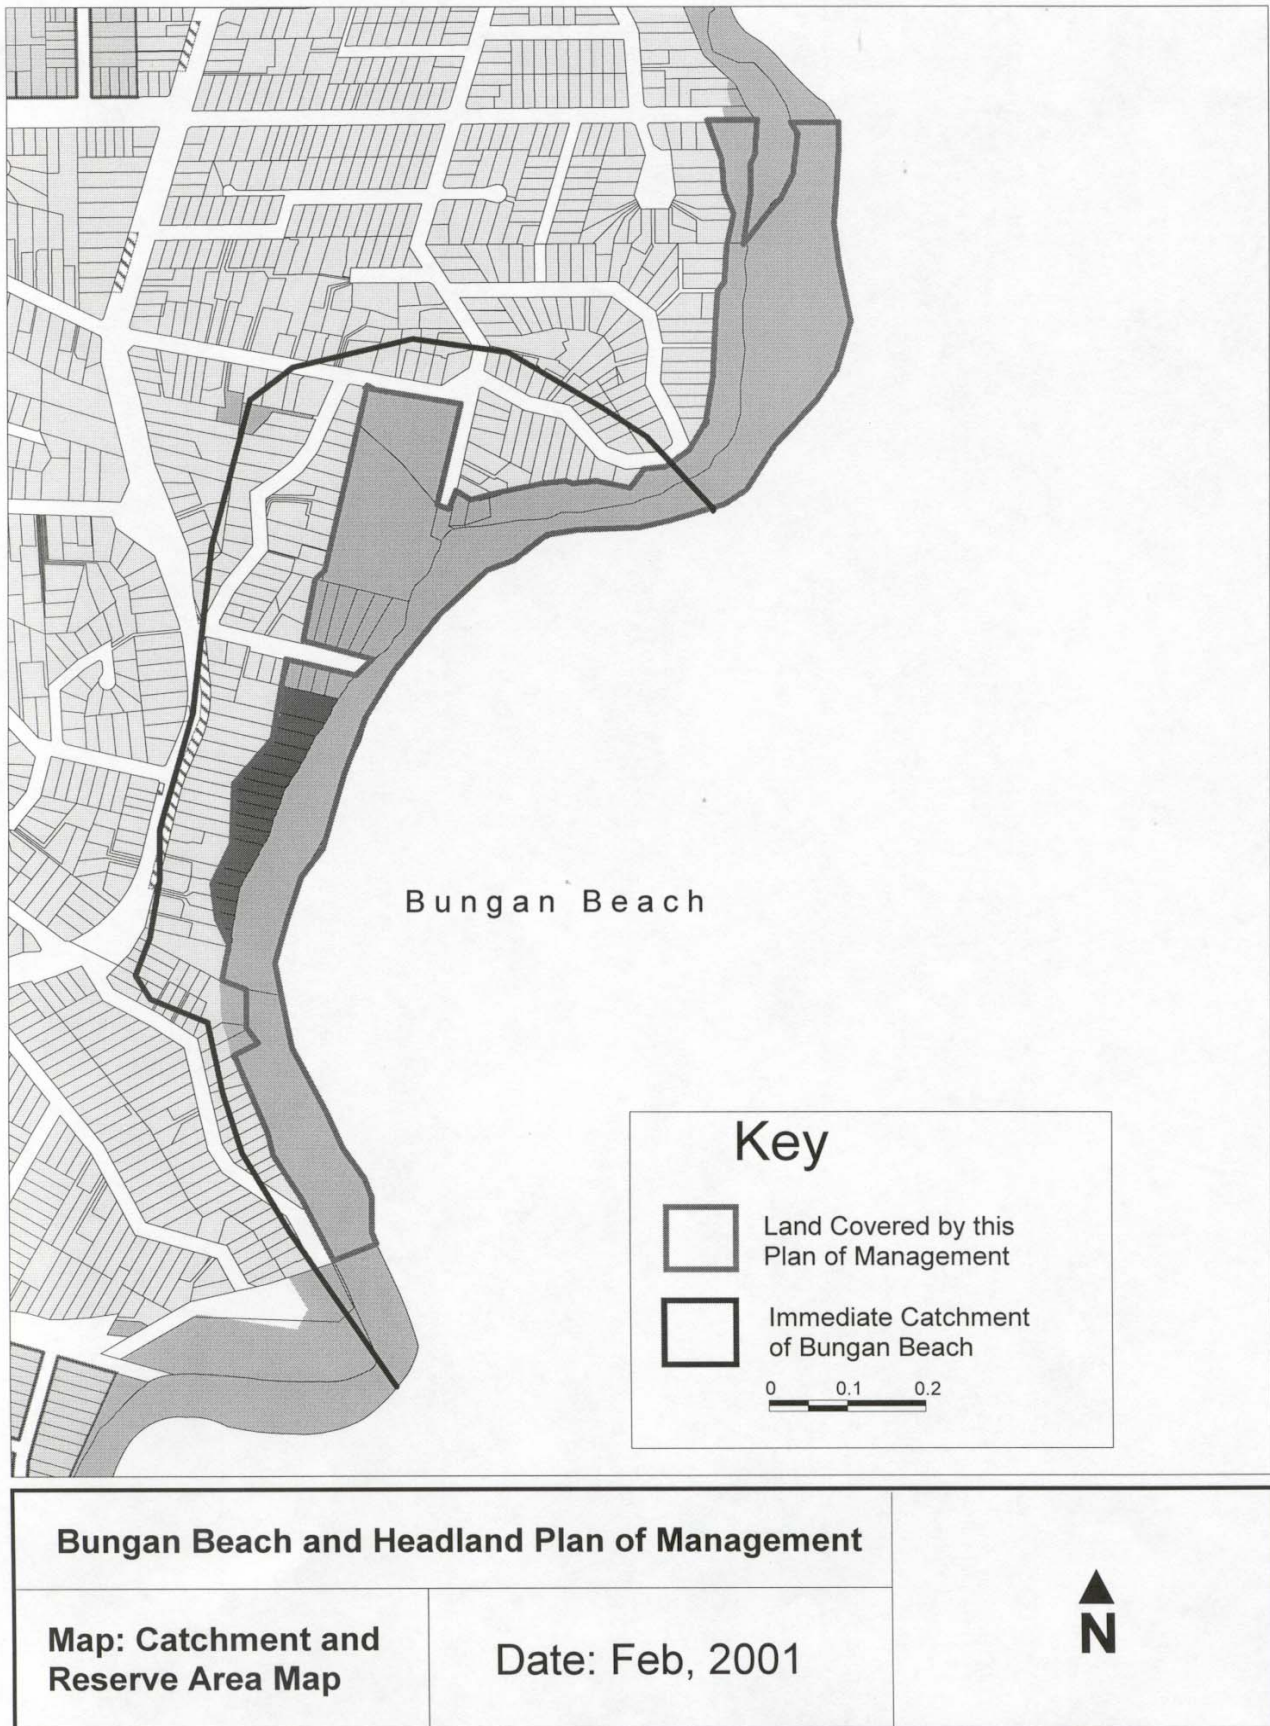 Bungan Beach
Key
Land Covered by this
Plan of Management
Immediate Catchment
of Bungan Beach
0 0.1 0.2
Bungan Beach and Headland Plan of Management
Map: Catchment and
Reserve Area Map
Date: Feb, 2001
N